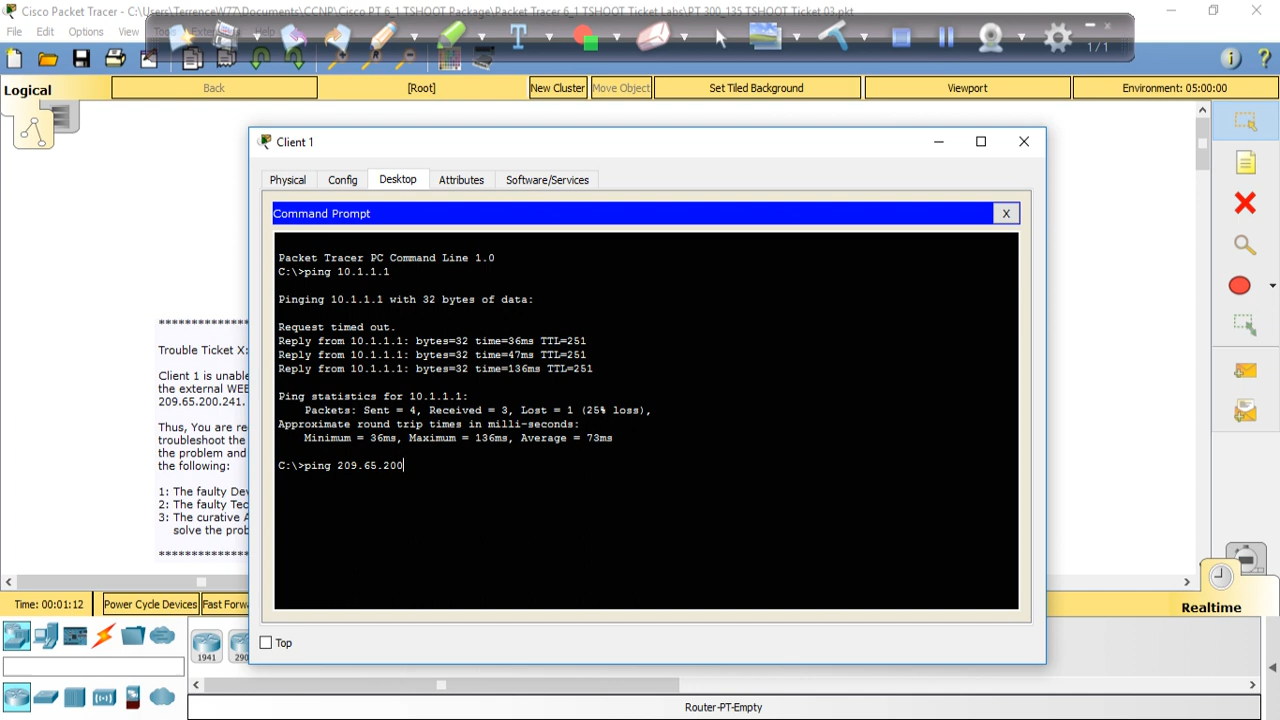 Cisco Packet Tracer - C:\Users\TerrenceW77\Documents\CCNP\Cisco PT 6_1 TSHOOT Package\Packet Tracer 6_1 TSHOOT Ticket Labs\PT 300_135 TSHOOT Ticket 03.pkt
File Edit Options View Tools Extensions Help
1/1
Logical Back [Root] New Cluster Move Object Set Tiled Background Viewport Environment: 05:00:00
Client 1
Physical Config Desktop Attributes Software/Services
Command Prompt X
Packet Tracer PC Command Line 1.0
C:\>ping 10.1.1.1
Pinging 10.1.1.1 with 32 bytes of data:
Request timed out.
Reply from 10.1.1.1: bytes=32 time=36ms TTL=251
Reply from 10.1.1.1: bytes=32 time=47ms TTL=251
Reply from 10.1.1.1: bytes=32 time=136ms TTL=251
Ping statistics for 10.1.1.1:
Packets: Sent = 4, Received = 3, Lost = 1 (25% loss),
Approximate round trip times in milli-seconds:
Minimum = 36ms, Maximum = 136ms, Average = 73ms
C:\>ping 209.65.200
Top
**************
Trouble Ticket X:
Client 1 is unable
the external WEB
209.65.200.241.
Thus, You are re
troubleshoot the
the problem and
the following:
1: The faulty Dev
2: The faulty Tec
3: The curative A
solve the prob
**************
Time: 00:01:12 Power Cycle Devices Fast Forw
Realtime
1941 290
Router-PT-Empty